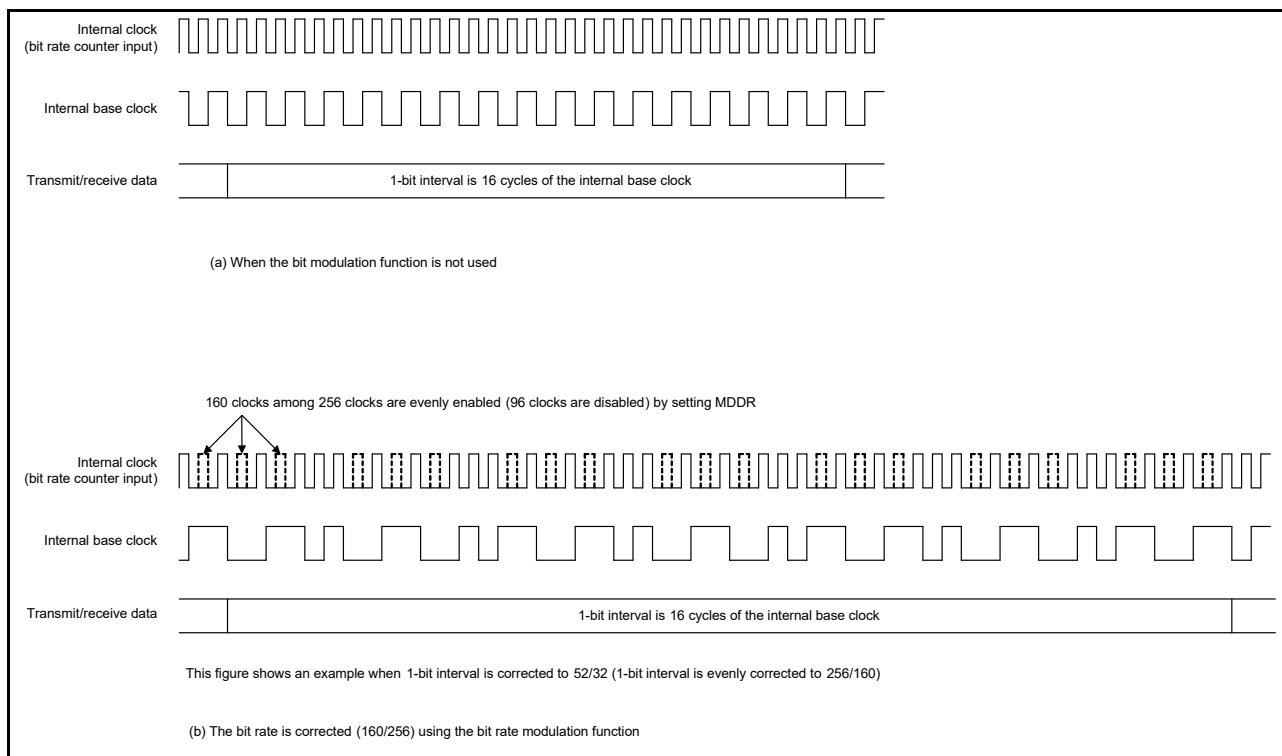 Internal clock
(bit rate counter input)
Internal base clock
Transmit/receive data
1-bit interval is 16 cycles of the internal base clock
(a) When the bit modulation function is not used
160 clocks among 256 clocks are evenly enabled (96 clocks are disabled) by setting MDDR
Internal clock
(bit rate counter input)
Internal base clock
Transmit/receive data
1-bit interval is 16 cycles of the internal base clock
This figure shows an example when 1-bit interval is corrected to 52/32 (1-bit interval is evenly corrected to 256/160)
(b) The bit rate is corrected (160/256) using the bit rate modulation function